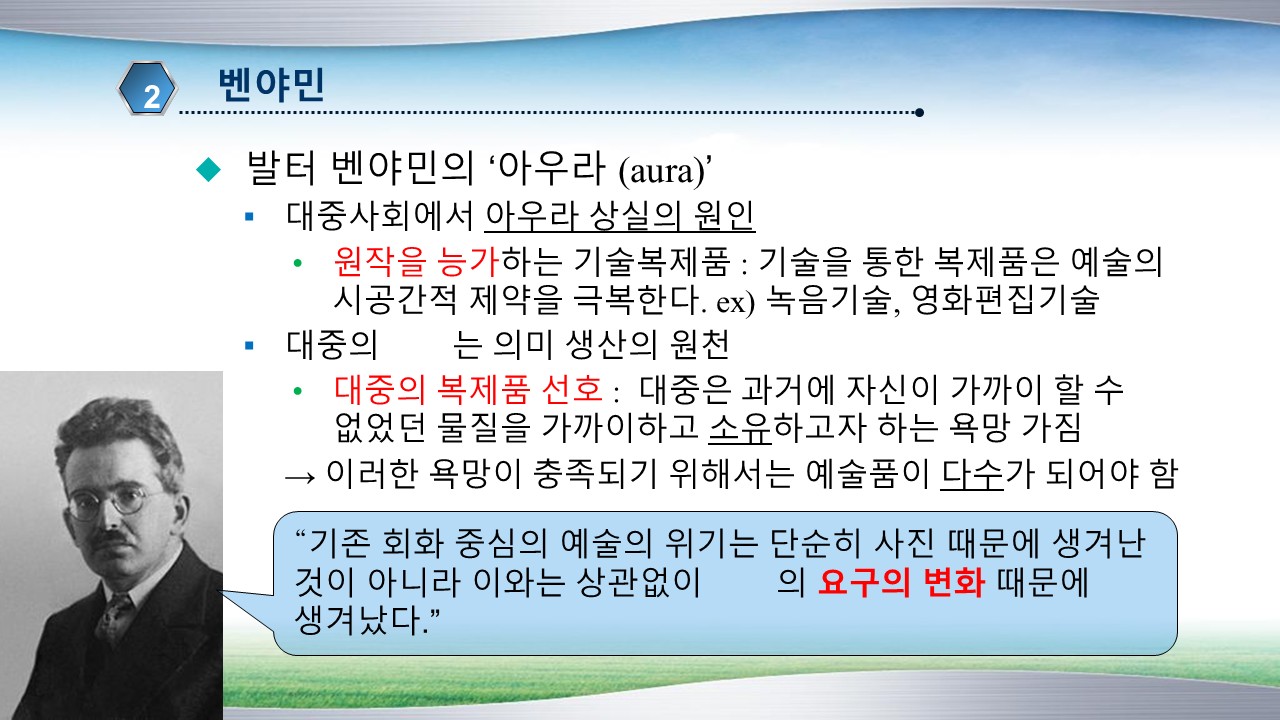 2 벤야민
발터 벤야민의 ‘아우라 (aura)’
대중사회에서 아우라 상실의 원인
원작을 능가하는 기술복제품 : 기술을 통한 복제품은 예술의
시공간적 제약을 극복한다. ex) 녹음기술, 영화편집기술
대중의 는 의미 생산의 원천
대중의 복제품 선호 : 대중은 과거에 자신이 가까이 할 수
없었던 물질을 가까이하고 소유하고자 하는 욕망 가짐
→ 이러한 욕망이 충족되기 위해서는 예술품이 다수가 되어야 함
“기존 회화 중심의 예술의 위기는 단순히 사진 때문에 생겨난
것이 아니라 이와는 상관없이 의 요구의 변화 때문에
생겨났다.”